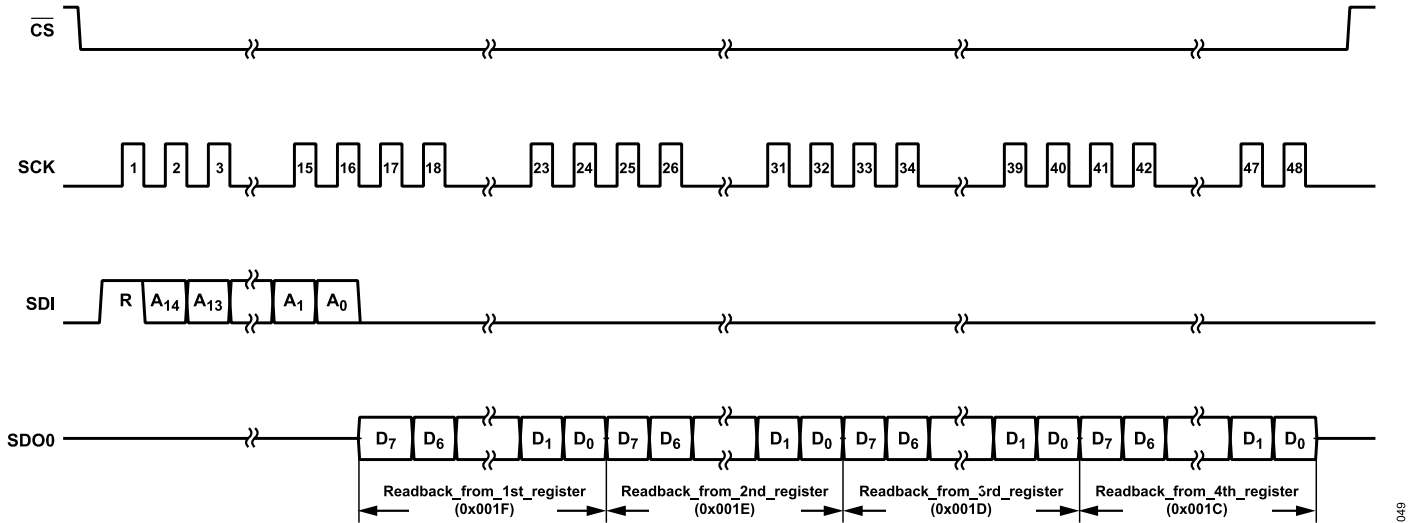 CS
SCK 1 2 3 15 16 17 18 23 24 25 26 31 32 33 34 39 40 41 42 47 48
SDI R A14 A13 A1 A0
SDO0 D7 D6 D1 D0 D7 D6 D1 D0 D7 D6 D1 D0 D7 D6 D1 D0
Readback_from_1st_register Readback_from_2nd_register Readback_from_3rd_register Readback_from_4th_register
(0x001F) (0x001E) (0x001D) (0x001C)
049